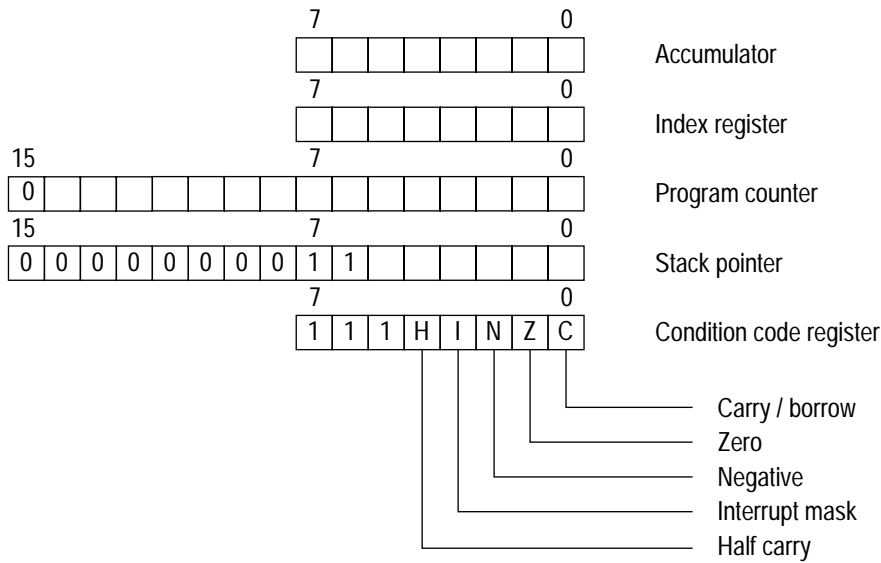 7 0
Accumulator
7 0
Index register
15 7 0
0 Program counter
15 7 0
0 0 0 0 0 0 0 0 1 1 Stack pointer
7 0
1 1 1 H I N Z C Condition code register
Carry / borrow
Zero
Negative
Interrupt mask
Half carry